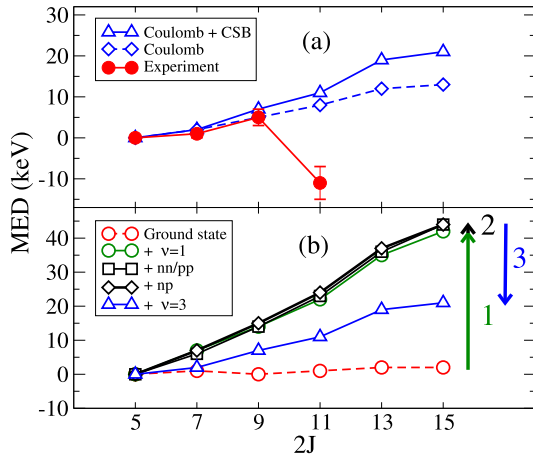 30
20
10
0
-10
Coulomb + CSB
Coulomb
Experiment
(a)
MED (keV)
40
30
20
10
0
-10
Ground state
+ ν=1
+ nn/pp
+ np
+ ν=3
(b)
2
3
1
5 7 9 11 13 15
2J